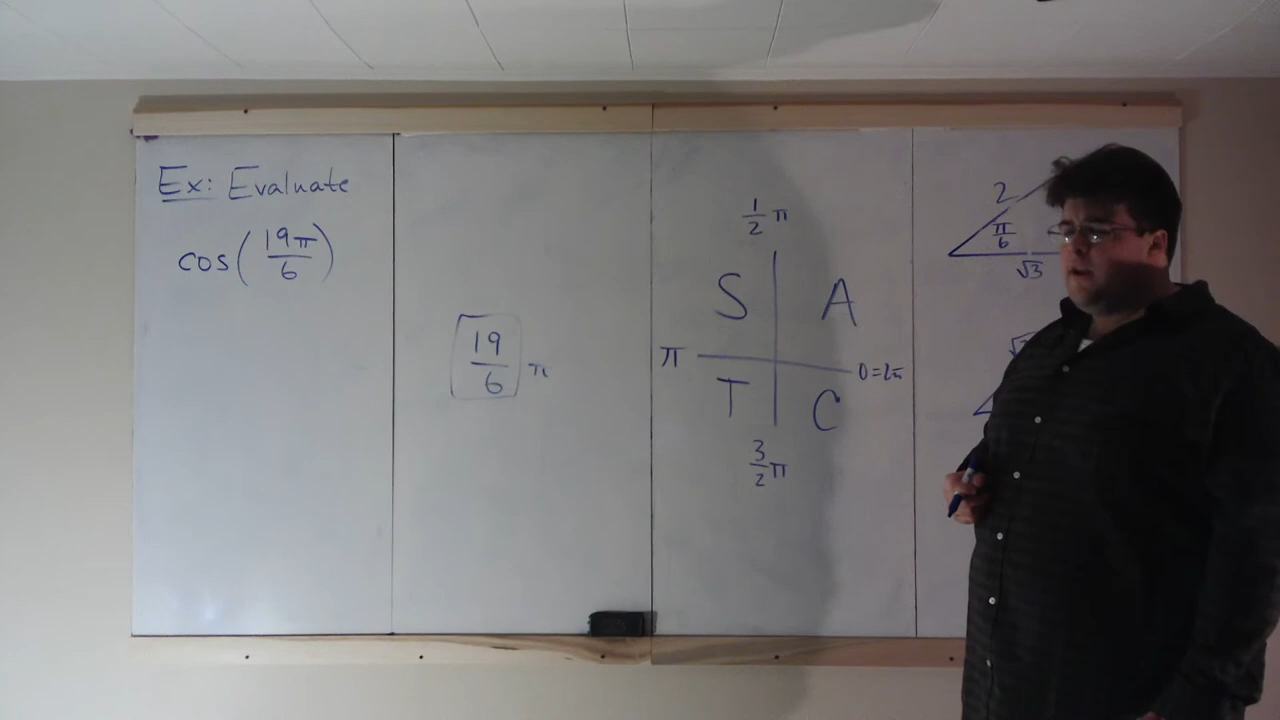 Ex: Evaluate
cos(19π/6)
19/6 π
1/2 π
S A
π
0=2π
T C
3/2 π
2
π/6
√3